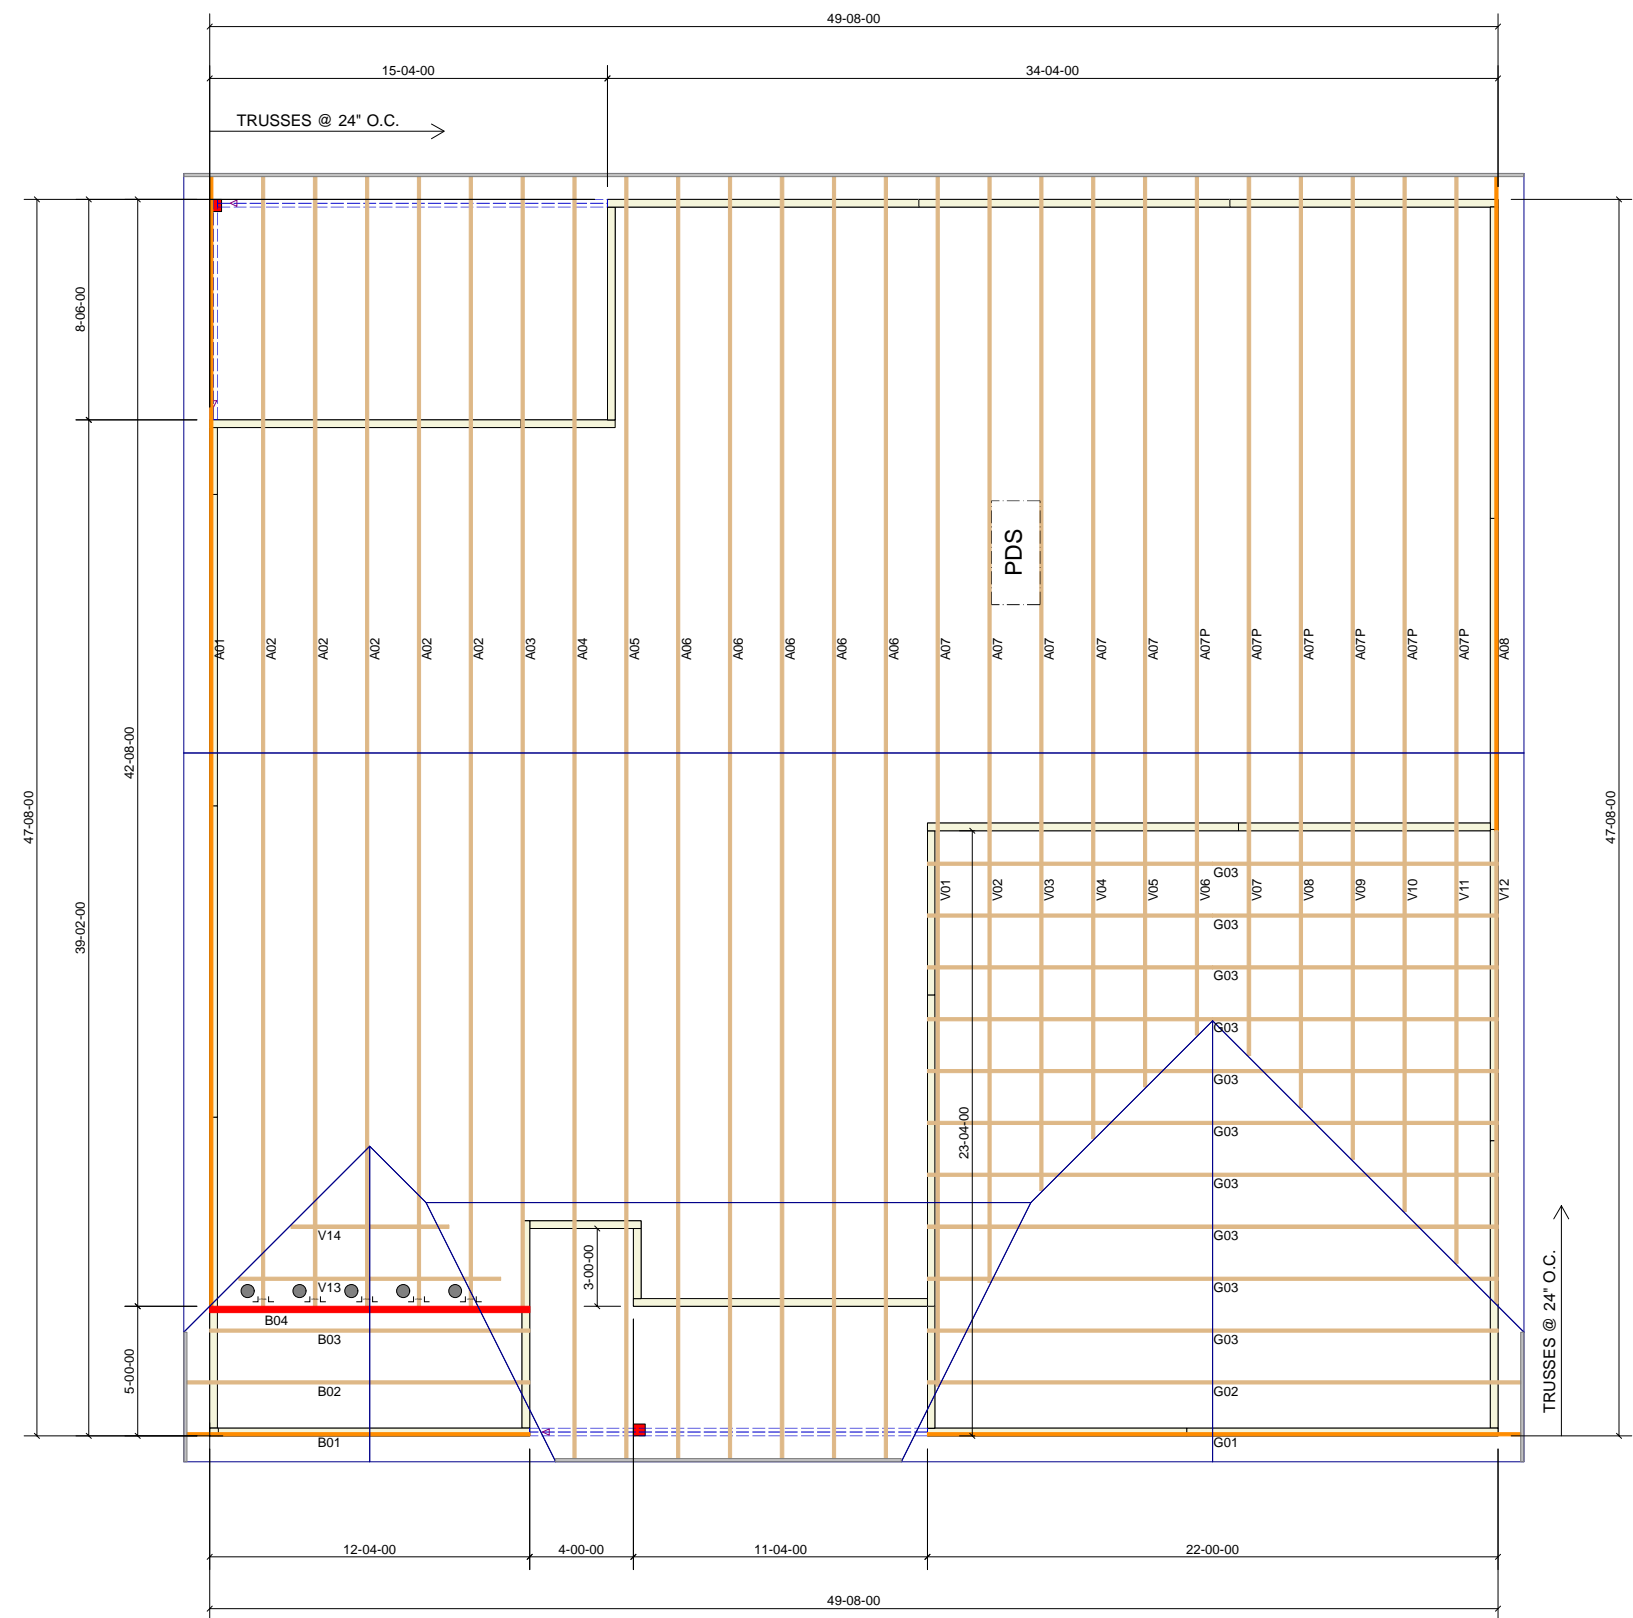 49-08-00
15-04-00
34-04-00
TRUSSES @ 24" O.C.
8-06-00
42-08-00
47-08-00
39-02-00
5-00-00
47-08-00
PDS
A01
A02
A02
A02
A02
A02
A03
A04
A05
A06
A06
A06
A06
A06
A07
A07
A07
A07
A07
A07P
A07P
A07P
A07P
A07P
A07P
A08
V01
V02
V03
V04
V05
V06
V07
V08
V09
V10
V11
V12
G03
G03
G03
G03
G03
G03
G03
G03
G03
G03
G02
G01
23-04-00
3-00-00
V14
V13
B04
B03
B02
B01
TRUSSES @ 24" O.C.
12-04-00
4-00-00
11-04-00
22-00-00
49-08-00